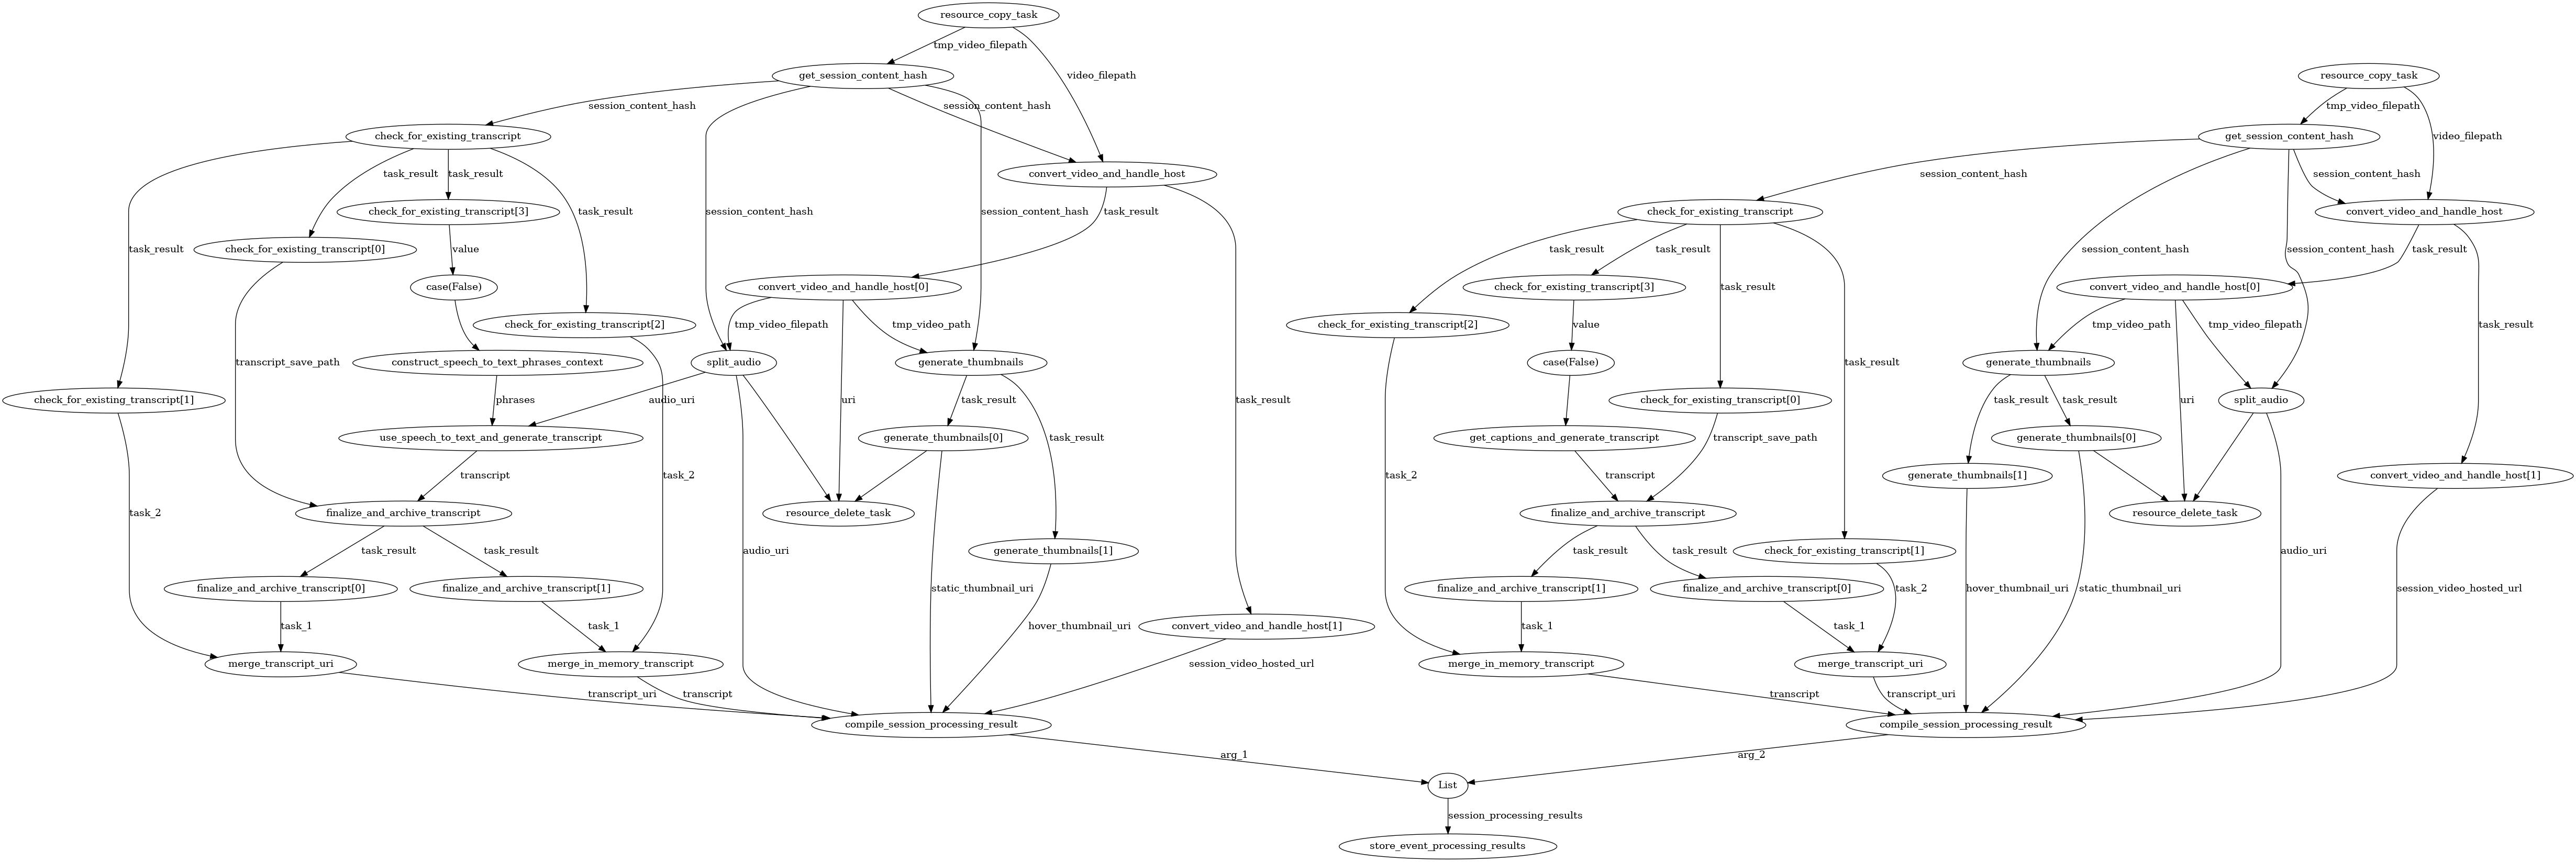 resource_copy_task
tmp_video_filepath
get_session_content_hash
video_filepath
resource_copy_task
session_content_hash
session_content_hash
tmp_video_filepath
check_for_existing_transcript
get_session_content_hash
video_filepath
task_result
task_result
convert_video_and_handle_host
session_content_hash
session_content_hash
check_for_existing_transcript[3]
task_result
session_content_hash
session_content_hash
task_result
check_for_existing_transcript
convert_video_and_handle_host
task_result
check_for_existing_transcript[0]
value
task_result
task_result
session_content_hash
session_content_hash
task_result
case(False)
convert_video_and_handle_host[0]
check_for_existing_transcript[3]
task_result
convert_video_and_handle_host[0]
check_for_existing_transcript[2]
tmp_video_filepath
tmp_video_path
check_for_existing_transcript[2]
value
tmp_video_path
tmp_video_filepath
task_result
transcript_save_path
construct_speech_to_text_phrases_context
split_audio
generate_thumbnails
case(False)
task_result
generate_thumbnails
check_for_existing_transcript[1]
phrases
audio_uri
uri
task_result
task_result
check_for_existing_transcript[0]
task_result
task_result
uri
split_audio
use_speech_to_text_and_generate_transcript
generate_thumbnails[0]
task_result
get_captions_and_generate_transcript
transcript_save_path
generate_thumbnails[0]
transcript
task_2
task_2
transcript
generate_thumbnails[1]
convert_video_and_handle_host[1]
task_2
finalize_and_archive_transcript
resource_delete_task
finalize_and_archive_transcript
resource_delete_task
task_result
task_result
audio_uri
generate_thumbnails[1]
task_result
task_result
check_for_existing_transcript[1]
audio_uri
finalize_and_archive_transcript[0]
finalize_and_archive_transcript[1]
static_thumbnail_uri
finalize_and_archive_transcript[1]
finalize_and_archive_transcript[0]
task_2
hover_thumbnail_uri
static_thumbnail_uri
session_video_hosted_url
task_1
task_1
hover_thumbnail_uri
convert_video_and_handle_host[1]
task_1
task_1
merge_transcript_uri
merge_in_memory_transcript
session_video_hosted_url
merge_in_memory_transcript
merge_transcript_uri
transcript_uri
transcript
transcript
transcript_uri
compile_session_processing_result
compile_session_processing_result
arg_1
arg_2
List
session_processing_results
store_event_processing_results